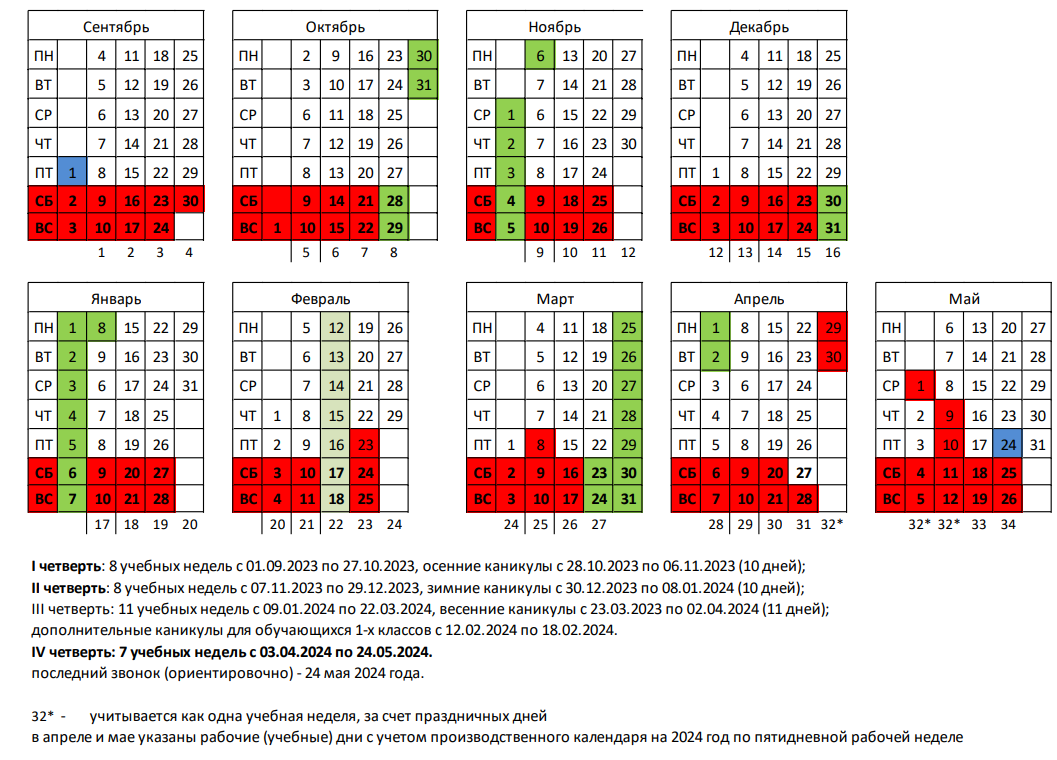 Сентябрь Октябрь Ноябрь Декабрь
ПН 4 11 18 25 ПН 2 9 16 23 30 ПН 6 13 20 27 ПН 4 11 18 25
ВТ 5 12 19 26 ВТ 3 10 17 24 31 ВТ 7 14 21 28 ВТ 5 12 19 26
СР 6 13 20 27 СР 6 11 18 25 СР 1 6 15 22 29 СР 6 13 20 27
ЧТ 7 14 21 28 ЧТ 7 12 19 26 ЧТ 2 7 16 23 30 ЧТ 7 14 21 28
ПТ 1 8 15 22 29 ПТ 8 13 20 27 ПТ 3 8 17 24 ПТ 1 8 15 22 29
СБ 2 9 16 23 30 СБ 9 14 21 28 СБ 4 9 18 25 СБ 2 9 16 23 30
ВС 3 10 17 24 ВС 1 10 15 22 29 ВС 5 10 19 26 ВС 3 10 17 24 31
1 2 3 4 5 6 7 8 9 10 11 12 12 13 14 15 16
Январь Февраль Март Апрель Май
ПН 1 8 15 22 29 ПН 5 12 19 26 ПН 4 11 18 25 ПН 1 8 15 22 29 ПН 6 13 20 27
ВТ 2 9 16 23 30 ВТ 6 13 20 27 ВТ 5 12 19 26 ВТ 2 9 16 23 30 ВТ 7 14 21 28
СР 3 6 17 24 31 СР 7 14 21 28 СР 6 13 20 27 СР 3 6 17 24 СР 1 8 15 22 29
ЧТ 4 7 18 25 ЧТ 1 8 15 22 29 ЧТ 7 14 21 28 ЧТ 4 7 18 25 ЧТ 2 9 16 23 30
ПТ 5 8 19 26 ПТ 2 9 16 23 ПТ 1 8 15 22 29 ПТ 5 8 19 26 ПТ 3 10 17 24 31
СБ 6 9 20 27 СБ 3 10 17 24 СБ 2 9 16 23 30 СБ 6 9 20 27 СБ 4 11 18 25
ВС 7 10 21 28 ВС 4 11 18 25 ВС 3 10 17 24 31 ВС 7 10 21 28 ВС 5 12 19 26
17 18 19 20 20 21 22 23 24 24 25 26 27 28 29 30 31 32* 32* 32* 33 34
I четверть: 8 учебных недель с 01.09.2023 по 27.10.2023, осенние каникулы с 28.10.2023 по 06.11.2023 (10 дней);
II четверть: 8 учебных недель с 07.11.2023 по 29.12.2023, зимние каникулы с 30.12.2023 по 08.01.2024 (10 дней);
III четверть: 11 учебных недель с 09.01.2024 по 22.03.2024, весенние каникулы с 23.03.2023 по 02.04.2024 (11 дней);
дополнительные каникулы для обучающихся 1-х классов с 12.02.2024 по 18.02.2024.
IV четверть: 7 учебных недель с 03.04.2024 по 24.05.2024.
последний звонок (ориентировочно) - 24 мая 2024 года.
32* - учитывается как одна учебная неделя, за счет праздничных дней
в апреле и мае указаны рабочие (учебные) дни с учетом производственного календаря на 2024 год по пятидневной рабочей неделе